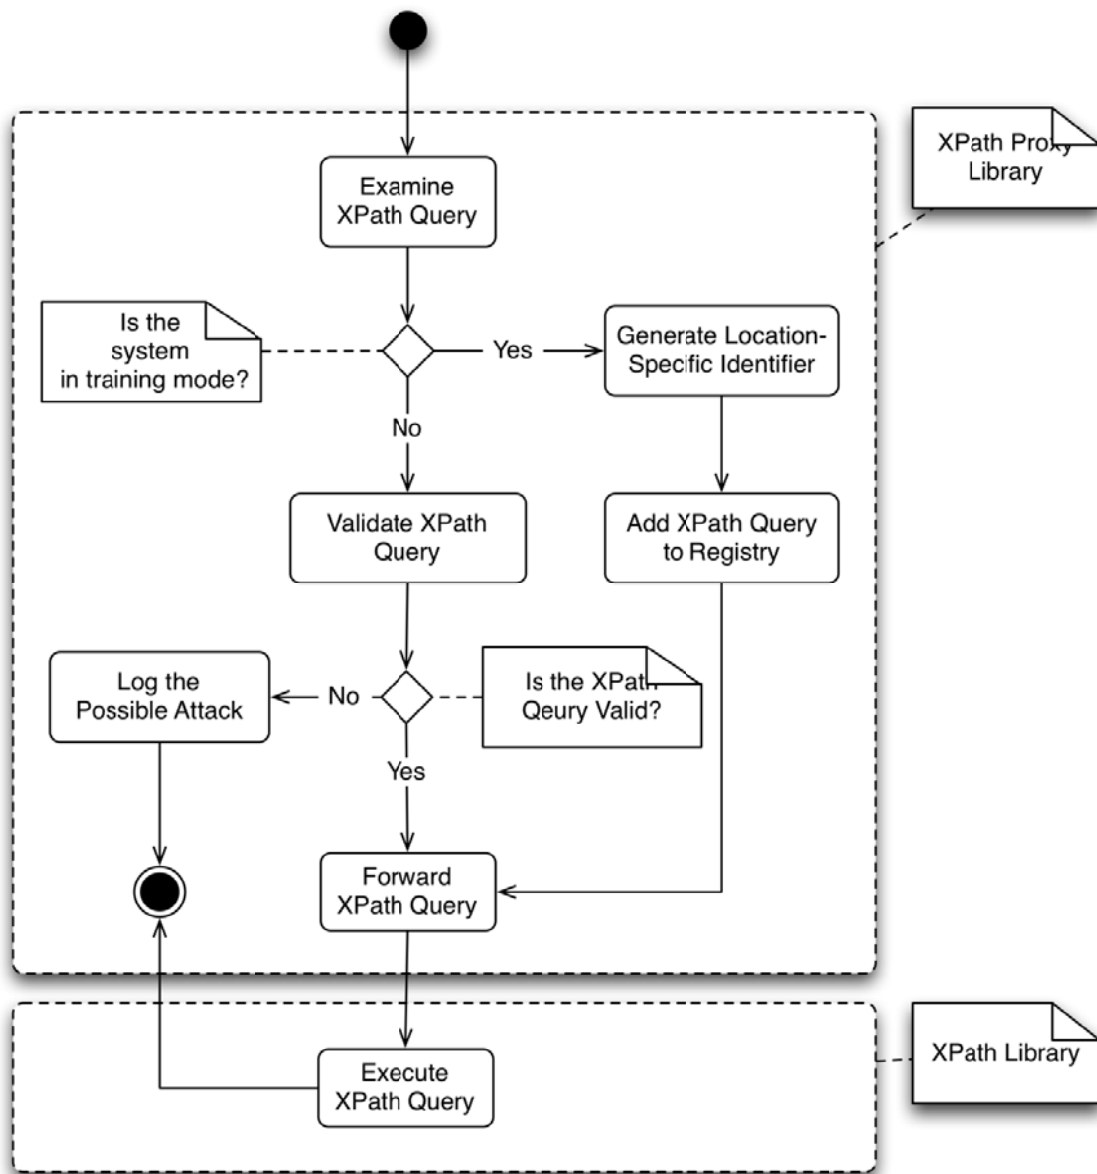 XPath Proxy
Library
Examine
XPath Query
Is the
system
in training mode?
Yes
Generate Location-
Specific Identifier
No
Validate XPath
Query
Add XPath Query
to Registry
Log the
Possible Attack
No
Is the XPath
Qeury Valid?
Yes
Forward
XPath Query
XPath Library
Execute
XPath Query